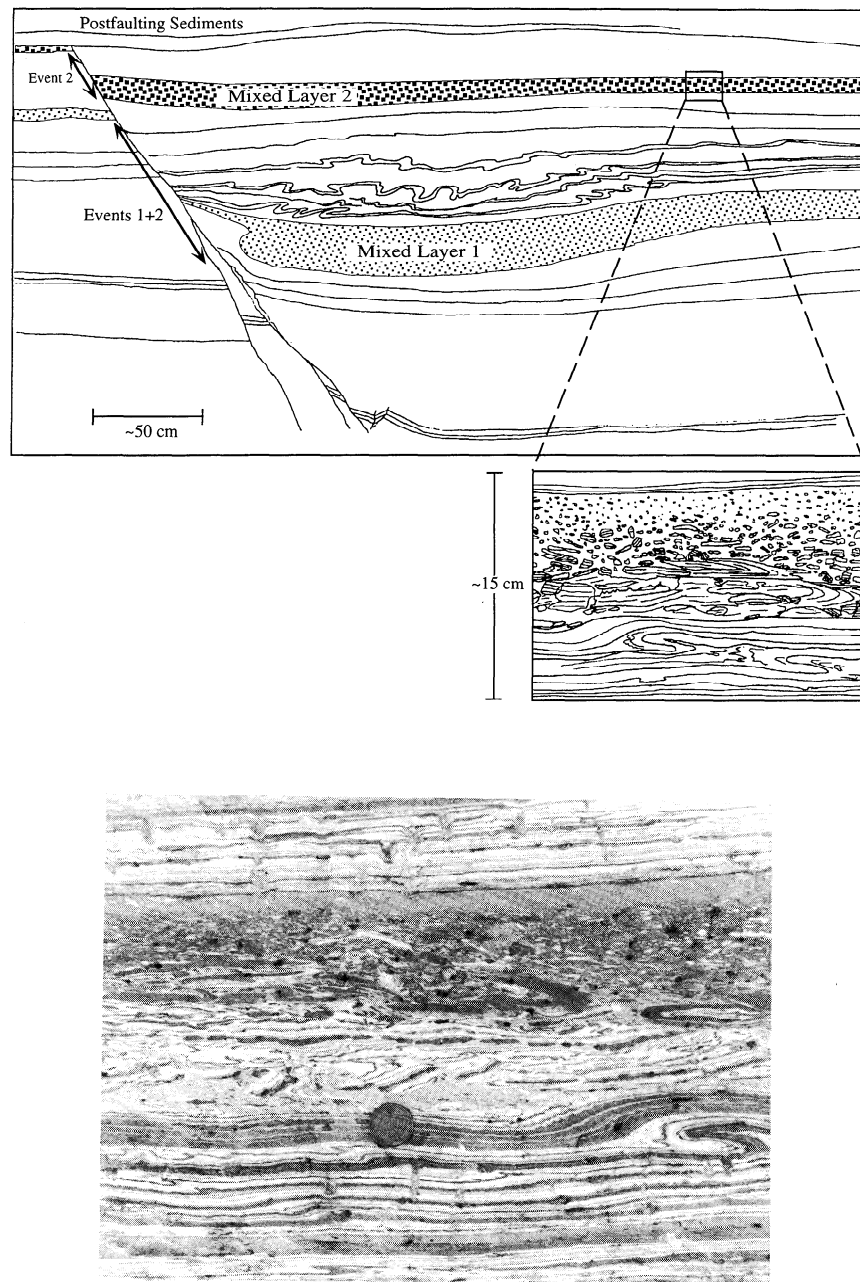 Postfaulting Sediments
Event 2
Mixed Layer 2
Events 1+2
Mixed Layer 1
~50 cm
~15 cm